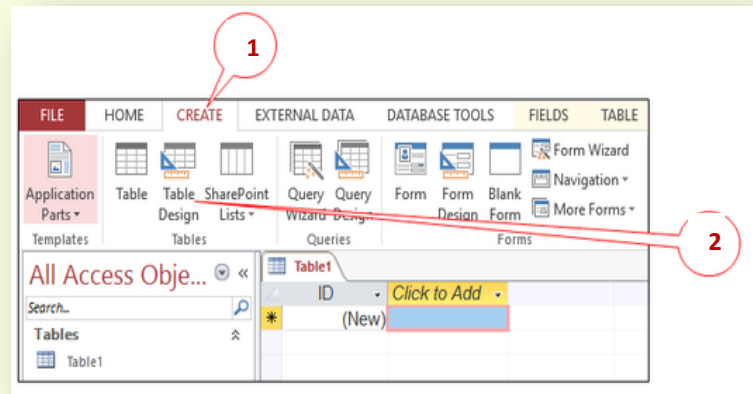 1
FILE HOME CREATE EXTERNAL DATA DATABASE TOOLS FIELDS TABLE
Application Parts
Table
Table Design
SharePoint Lists
Query Wizard
Query Design
Form
Form Design
Blank Form
Form Wizard
Navigation
More Forms
Templates Tables Queries Forms
2
All Access Obje...
Search...
Tables
Table1
Table1
ID Click to Add
(New)